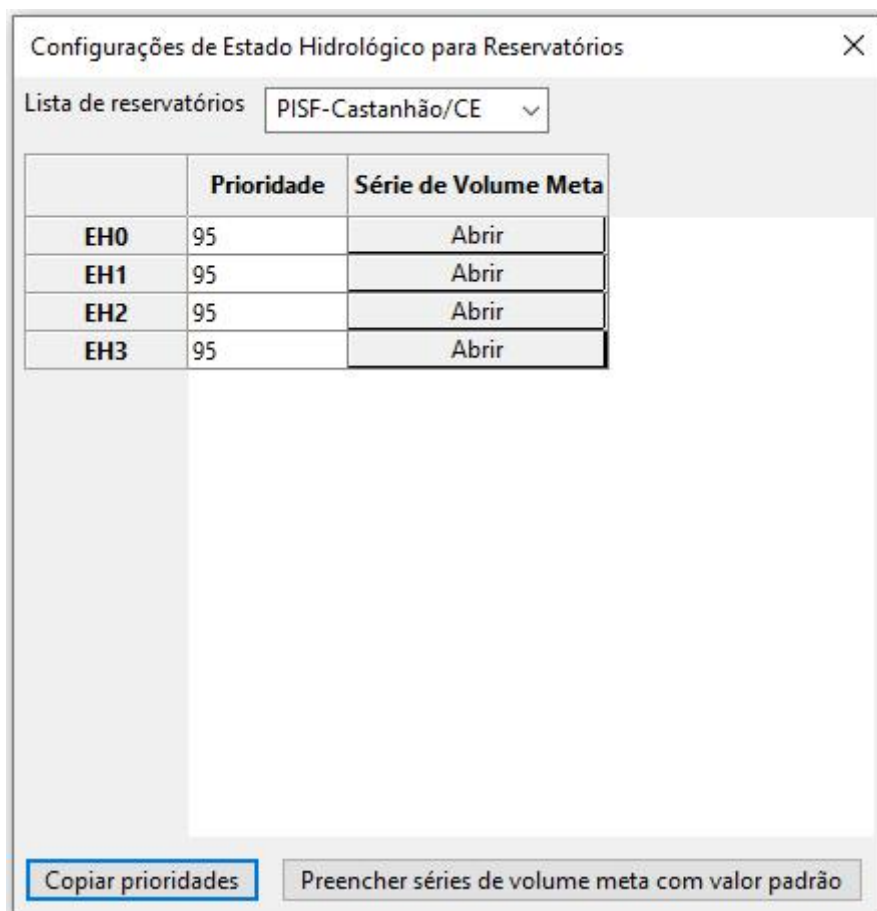 Configurações de Estado Hidrológico para Reservatórios
Lista de reservatórios PISF-Castanhão/CE
Prioridade Série de Volume Meta
EH0 95 Abrir
EH1 95 Abrir
EH2 95 Abrir
EH3 95 Abrir
Copiar prioridades Preencher séries de volume meta com valor padrão